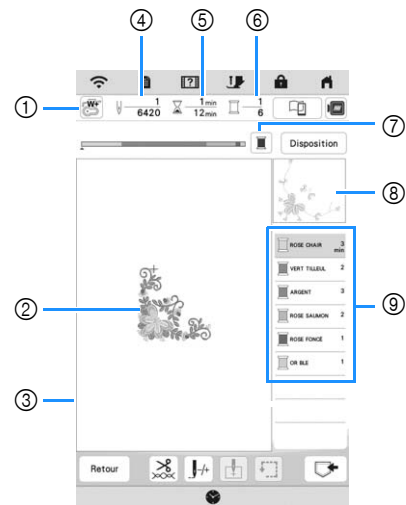 ④ ⑤ ⑥
①
W+ 1 6420 1 min 12 min 1 6
⑦
Disposition
⑧
ROSE CHAIR 3 min
VERT TILLEUL 2
ARGENT 3
ROSE SAUMON 2
ROSE FONCÉ 1
OR BLÉ 1
⑨
②
③
Retour